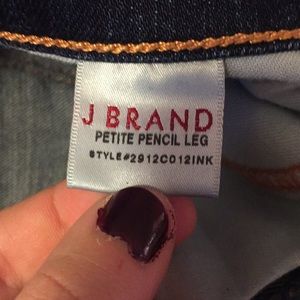 J BRAND
PETITE PENCIL LEG
STYLE#2912C012INK